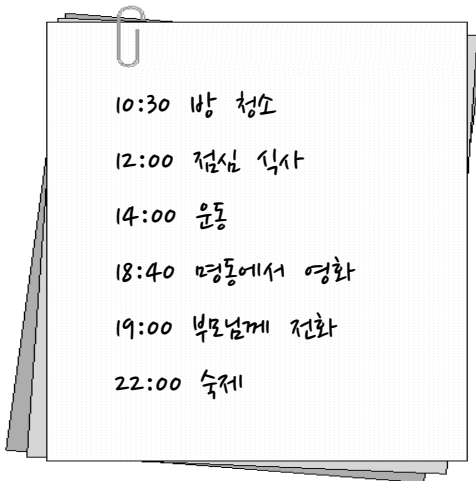 10:30 방 청소
12:00 점심 식사
14:00 운동
18:40 명동에서 영화
19:00 부모님께 전화
22:00 숙제